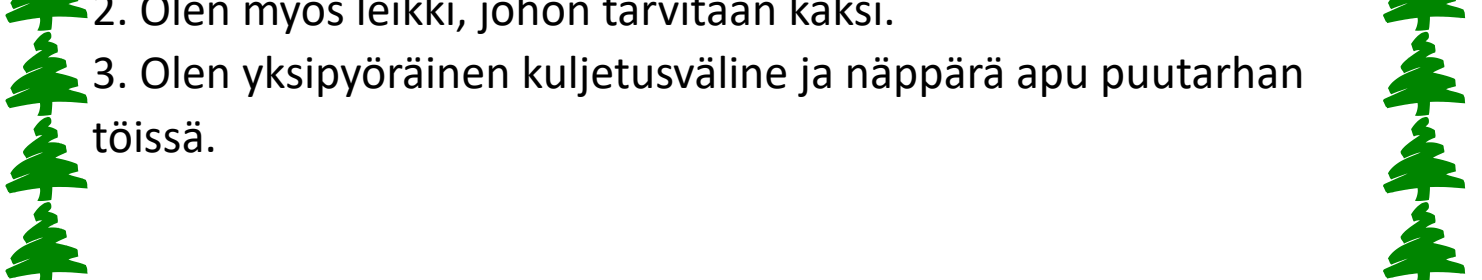 2. Olen myös leikki, johon tarvitaan kaksi.
3. Olen yksipyöräinen kuljetusväline ja näppärä apu puutarhan
töissä.